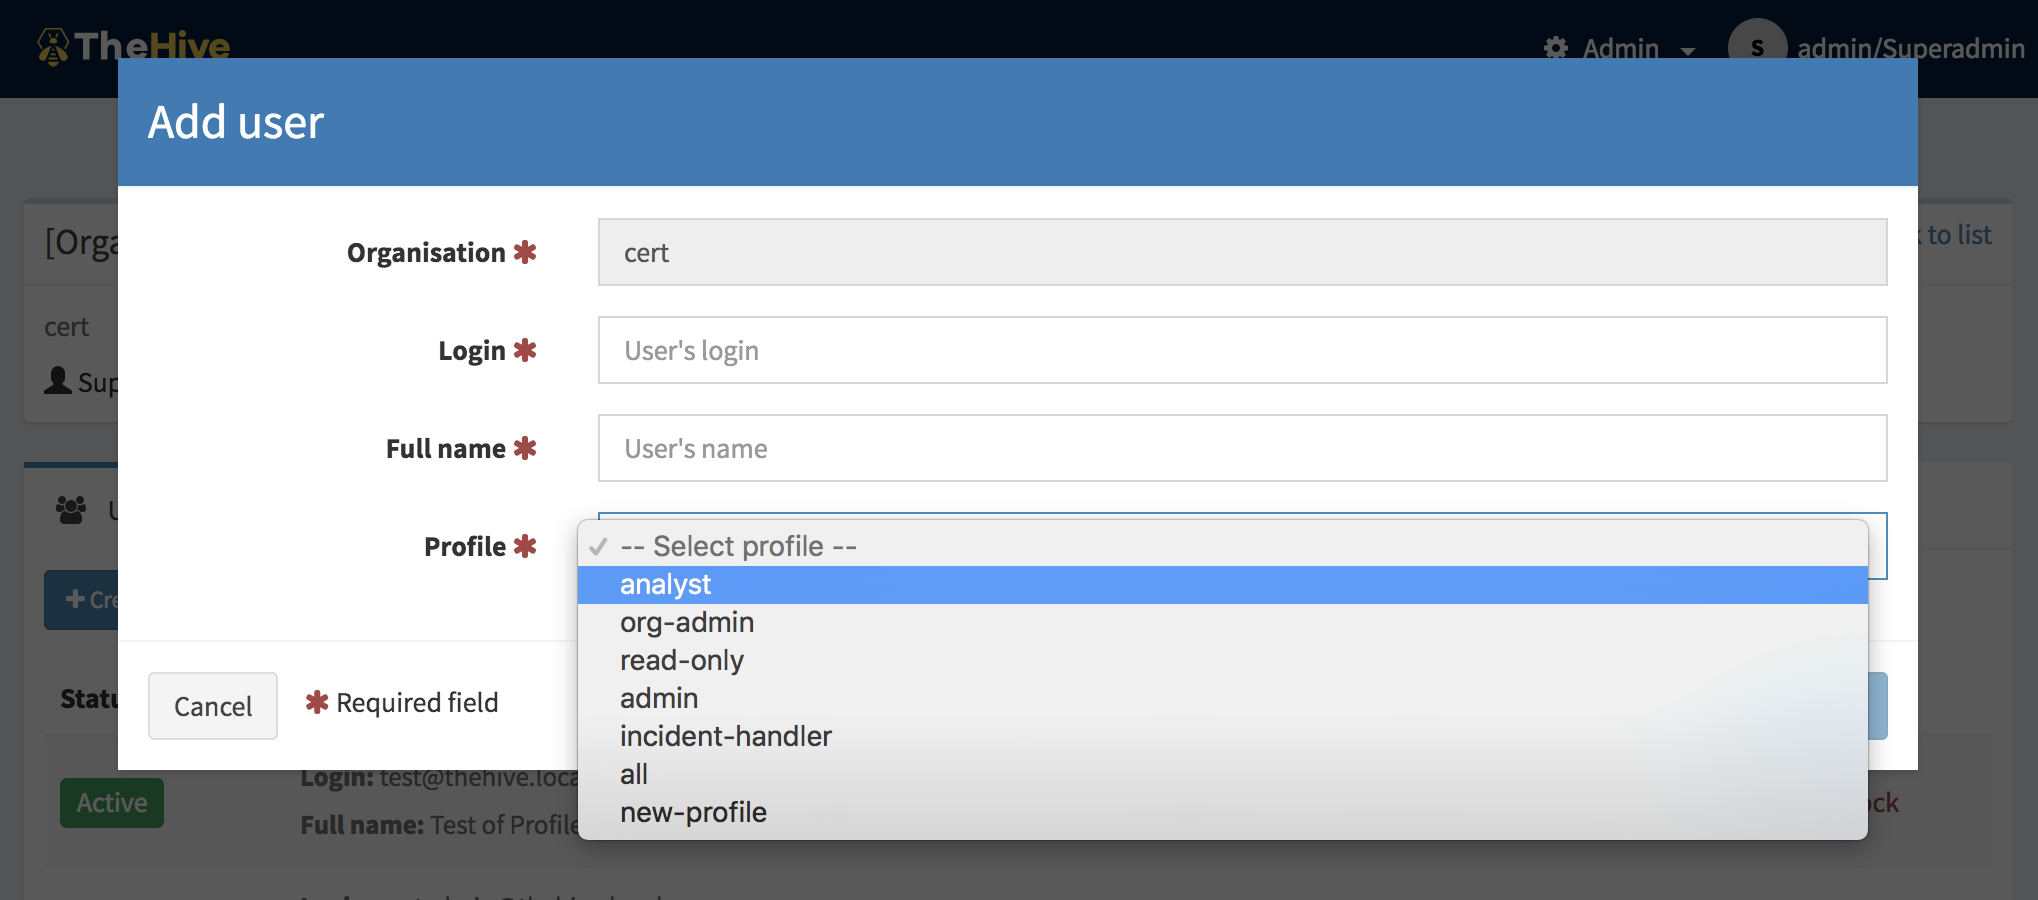 TheHive
Admin
S
admin/Superadmin
Add user
[Orga
to list
Organisation ✱
cert
cert
Login ✱
User's login
Sup
Full name ✱
User's name
Profile ✱
-- Select profile --
analyst
org-admin
read-only
admin
incident-handler
all
new-profile
+ Cre
Cancel
✱ Required field
Statu
Active
Login: test@thehive.loca
Full name: Test of Profile
ock